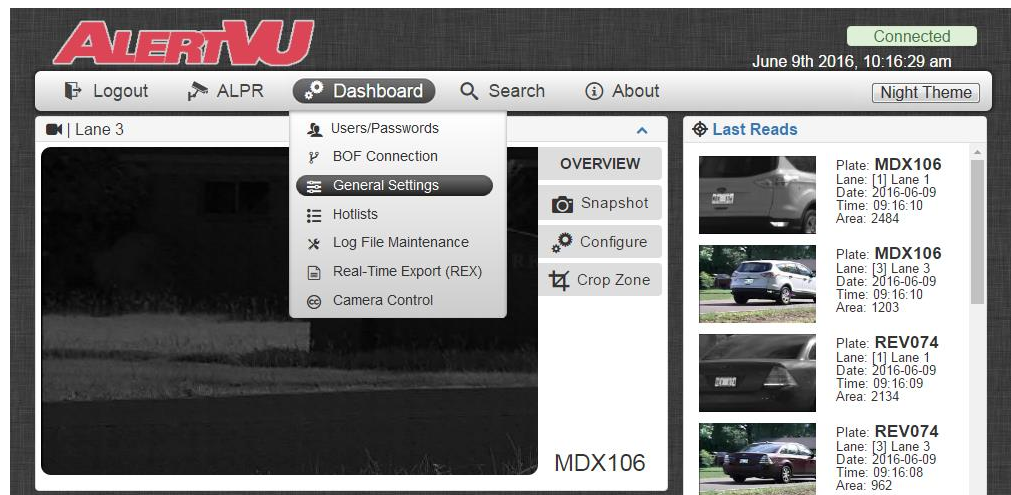 ALERTVU
Connected
June 9th 2016, 10:16:29 am
Logout
ALPR
Dashboard
Search
About
Night Theme
| Lane 3
Users/Passwords
BOF Connection
General Settings
Hotlists
Log File Maintenance
Real-Time Export (REX)
Camera Control
OVERVIEW
Snapshot
Configure
Crop Zone
MDX106
Last Reads
Plate: MDX106
Lane: [1] Lane 1
Date: 2016-06-09
Time: 09:16:10
Area: 2484
Plate: MDX106
Lane: [3] Lane 3
Date: 2016-06-09
Time: 09:16:10
Area: 1203
Plate: REV074
Lane: [1] Lane 1
Date: 2016-06-09
Time: 09:16:09
Area: 2134
Plate: REV074
Lane: [3] Lane 3
Date: 2016-06-09
Time: 09:16:08
Area: 962